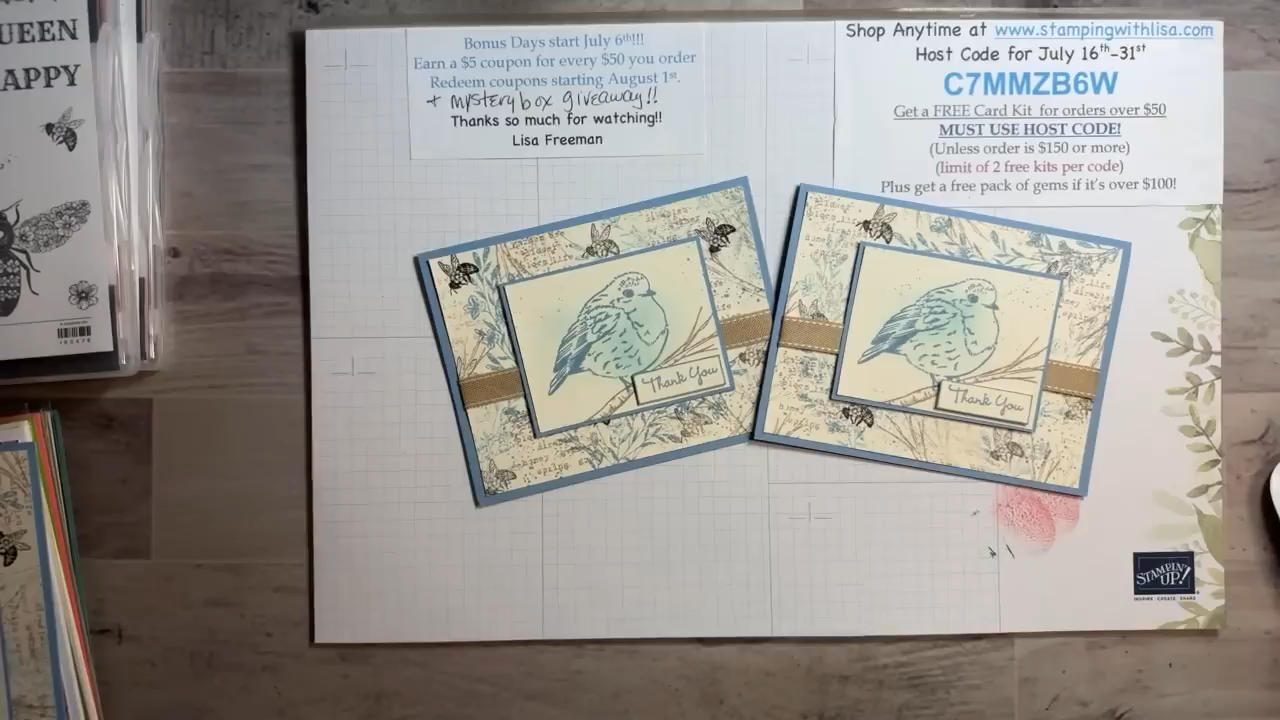 UEEN
APPY
Bonus Days start July 6th!!!
Earn a $5 coupon for every $50 you order
Redeem coupons starting August 1st.
+ mystery box giveaway!!
Thanks so much for watching!!
Lisa Freeman
Shop Anytime at www.stampingwithlisa.com
Host Code for July 16th-31st
C7MMZB6W
Get a FREE Card Kit for orders over $50
MUST USE HOST CODE!
(Unless order is $150 or more)
(limit of 2 free kits per code)
Plus get a free pack of gems if it's over $100!
Thank You
Thank You
STAMPIN' UP!
INSPIRE · CREATE · SHARE